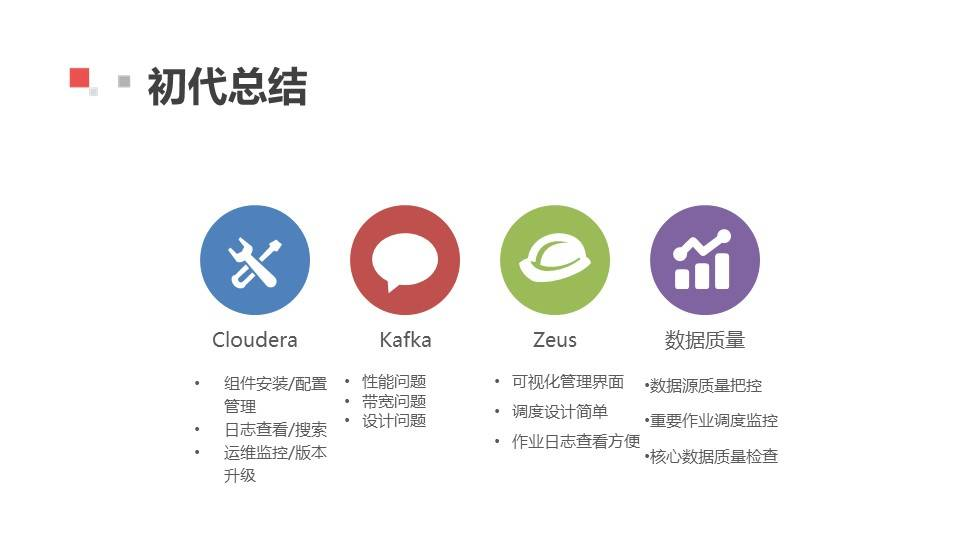 初代总结
Cloudera
• 组件安装/配置
管理
• 日志查看/搜索
• 运维监控/版本
升级
Kafka
• 性能问题
• 带宽问题
• 设计问题
Zeus
• 可视化管理界面
• 调度设计简单
• 作业日志查看方便
数据质量
•数据源质量把控
•重要作业调度监控
•核心数据质量检查